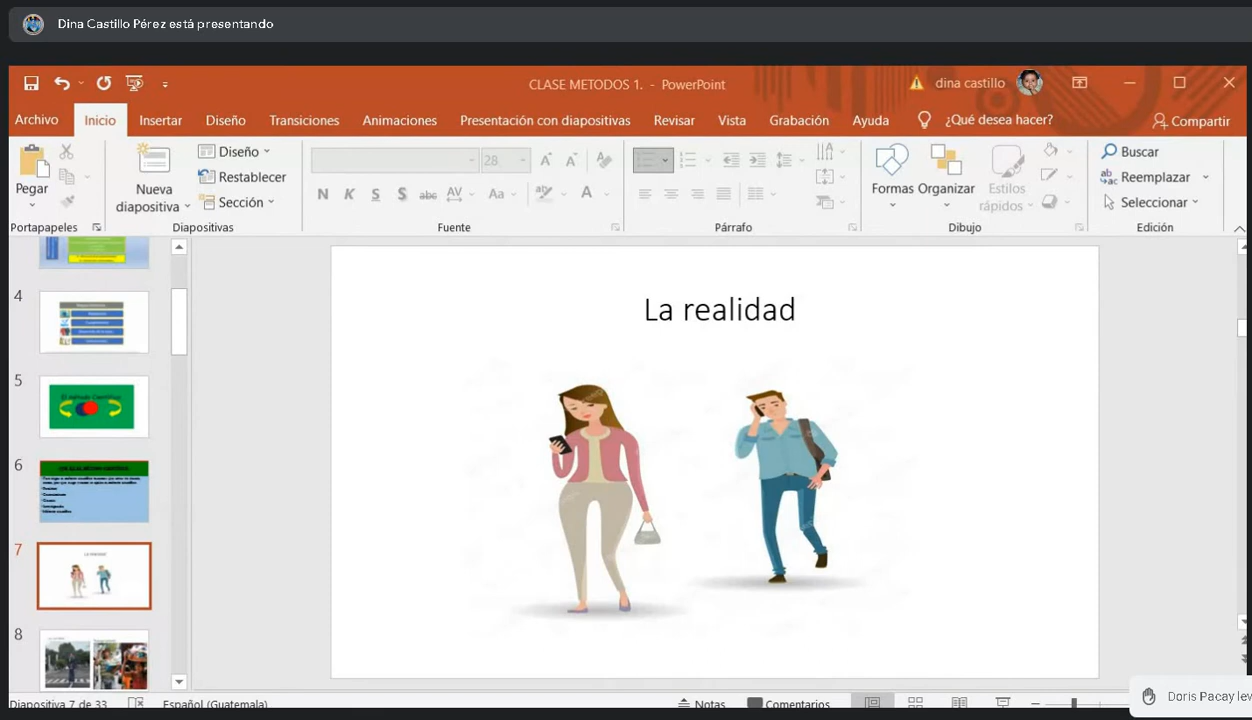 Dina Castillo Pérez está presentando
CLASE METODOS 1. - PowerPoint
dina castillo
Archivo Inicio Insertar Diseño Transiciones Animaciones Presentación con diapositivas Revisar Vista Grabación Ayuda ¿Qué desea hacer? Compartir
Pegar
Nueva
diapositiva
Diseño
Restablecer
Sección
28
N K S S abc AV Aa A
Formas Organizar Estilos
rápidos
Buscar
Reemplazar
Seleccionar
Portapapeles Diapositivas Fuente Párrafo Dibujo Edición
4
5
6
7
8
La realidad
Diapositiva 7 de 33 Español (Guatemala) Notas Comentarios
Doris Pacay lev